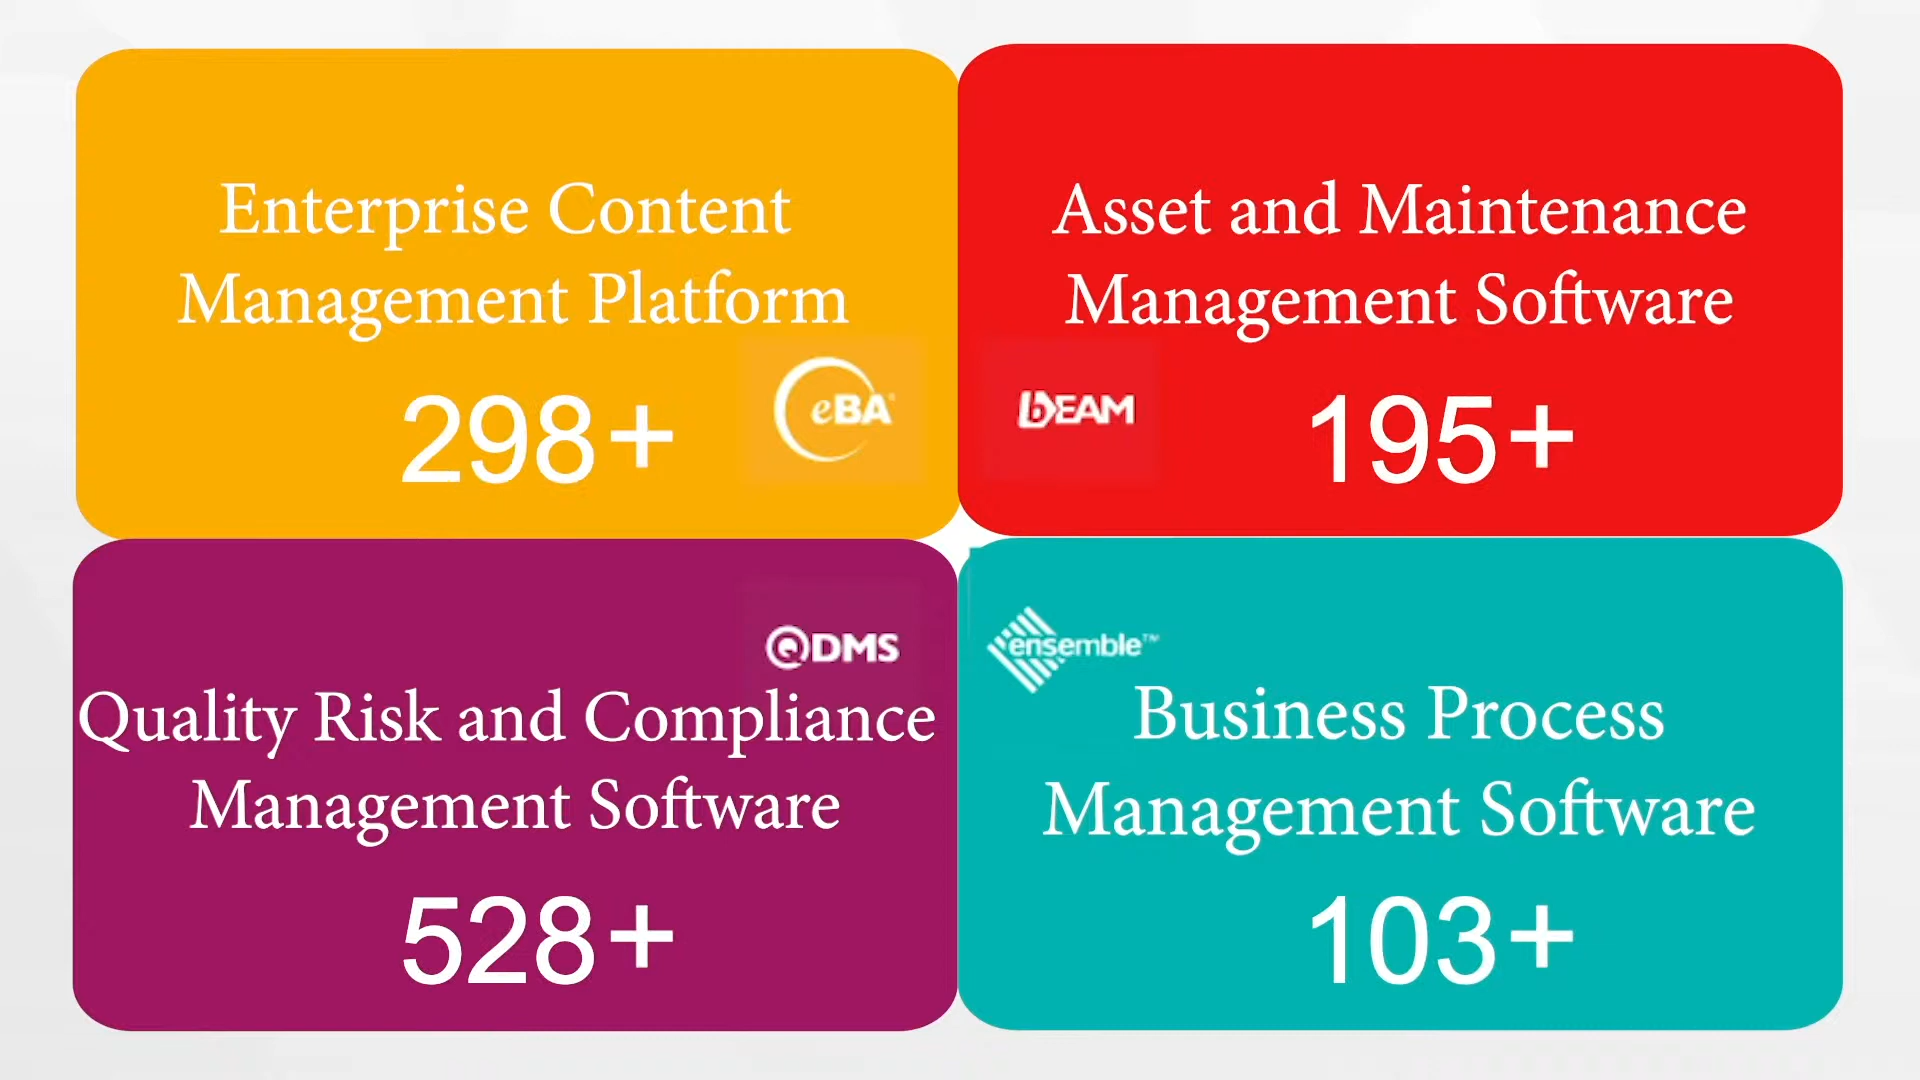 Enterprise Content
Management Platform
298+
eBA
Asset and Maintenance
Management Software
bEAM
195+
QDMS
Quality Risk and Compliance
Management Software
528+
ensemble™
Business Process
Management Software
103+